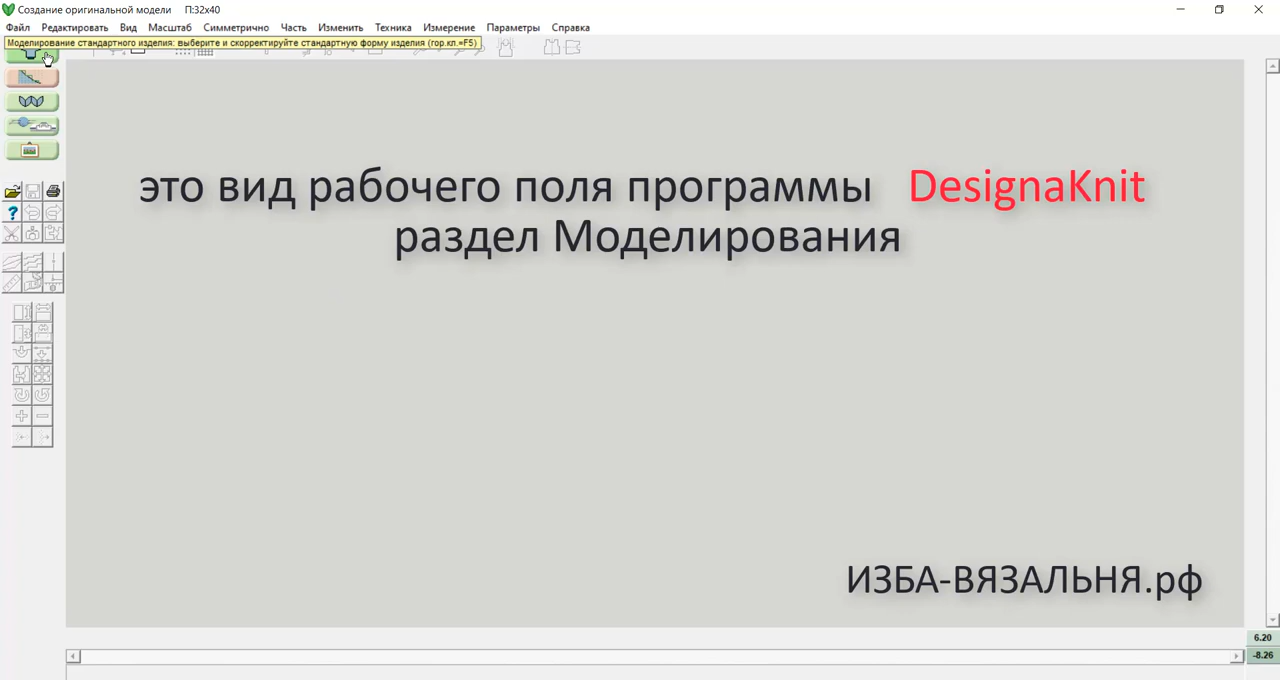 Создание оригинальной модели П:32x40
Файл Редактировать Вид Масштаб Симметрично Часть Изменить Техника Измерение Параметры Справка
Моделирование стандартного изделия: выберите и скорректируйте стандартную форму изделия (гор.кл.=F5)
это вид рабочего поля программы DesignaKnit
раздел Моделирования
ИЗБА-ВЯЗАЛЬНЯ.рф
6.20
-8.26